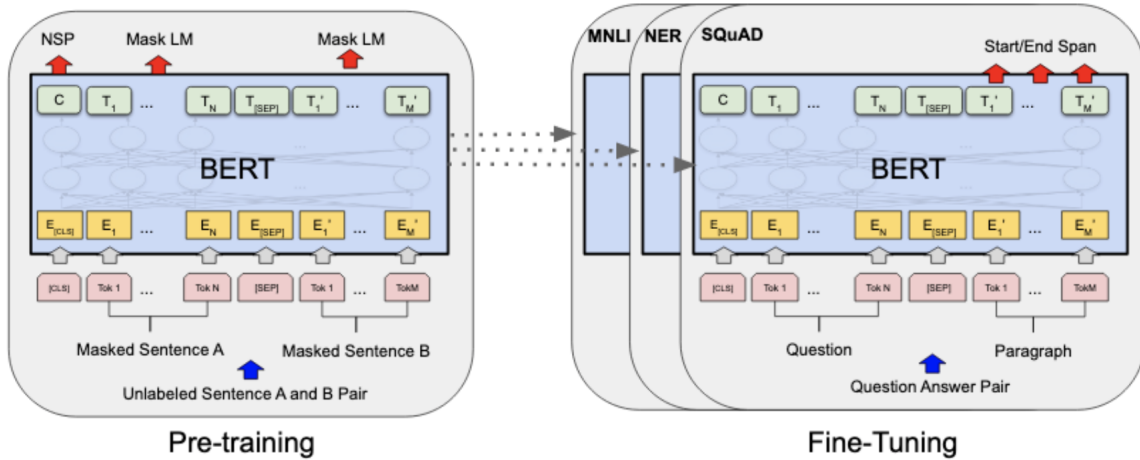 NSP Mask LM Mask LM
C T1 ... TN T[SEP] T1' ... TM'
BERT
E[CLS] E1 ... EN E[SEP] E1' ... EM'
[CLS] Tok 1 ... Tok N [SEP] Tok 1 ... TokM
Masked Sentence A Masked Sentence B
Unlabeled Sentence A and B Pair
Pre-training
MNLI NER SQuAD
Start/End Span
C T1 ... TN T[SEP] T1' ... TM'
BERT
E[CLS] E1 ... EN E[SEP] E1' ... EM'
[CLS] Tok 1 ... Tok N [SEP] Tok 1 ... TokM
Question Paragraph
Question Answer Pair
Fine-Tuning